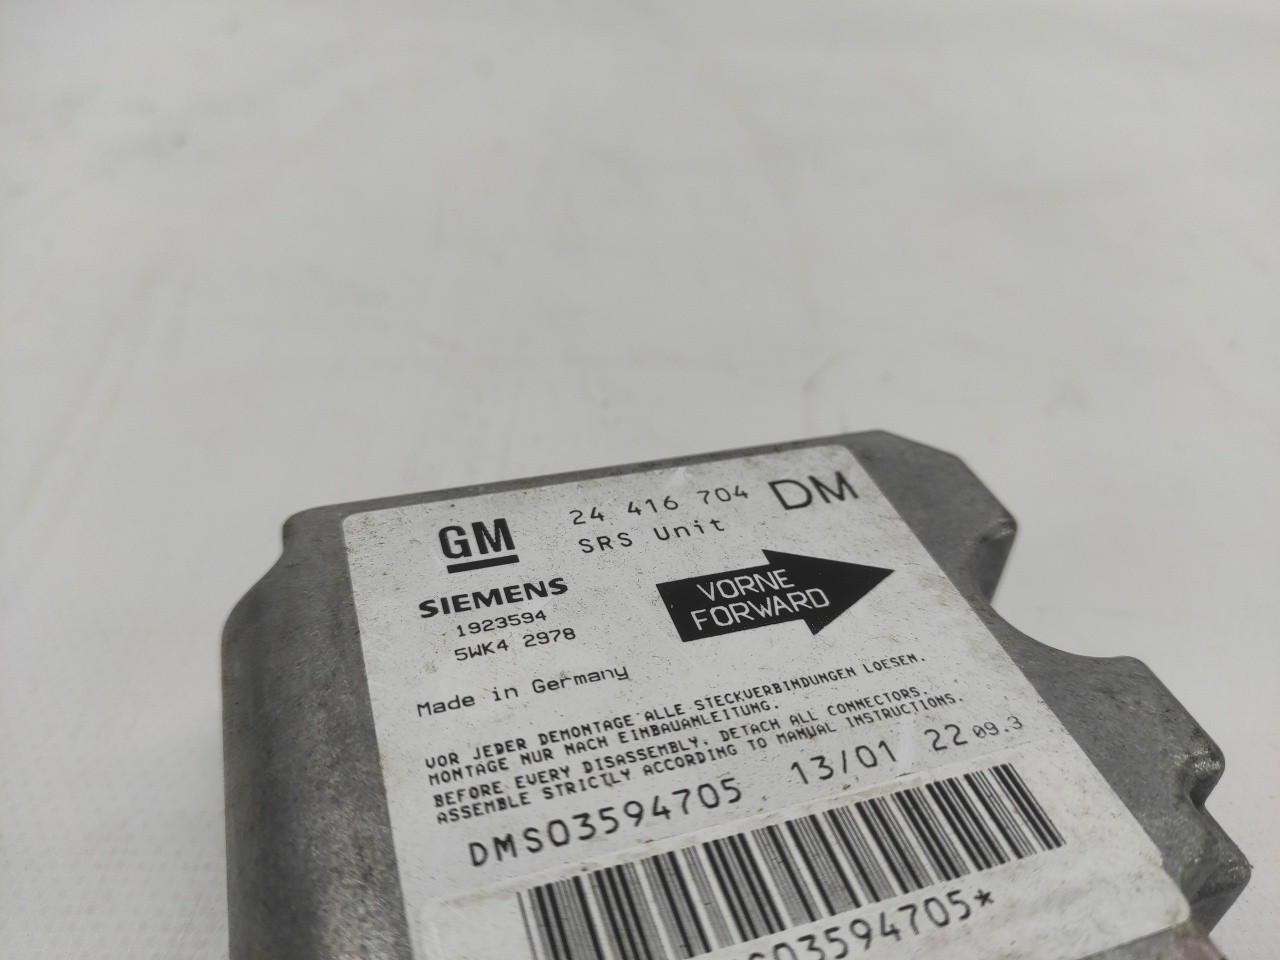 GM 24 416 704 DM
SRS Unit
SIEMENS
1923594
5WK4 2978
VORNE
FORWARD
Made in Germany
VOR JEDER DEMONTAGE ALLE STECKVERBINDUNGEN LOESEN.
MONTAGE NUR NACH EINBAUANLEITUNG.
BEFORE EVERY DISASSEMBLY, DETACH ALL CONNECTORS.
ASSEMBLE STRICTLY ACCORDING TO MANUAL INSTRUCTIONS.
DMS03594705 13/01 22 09.3
S03594705*